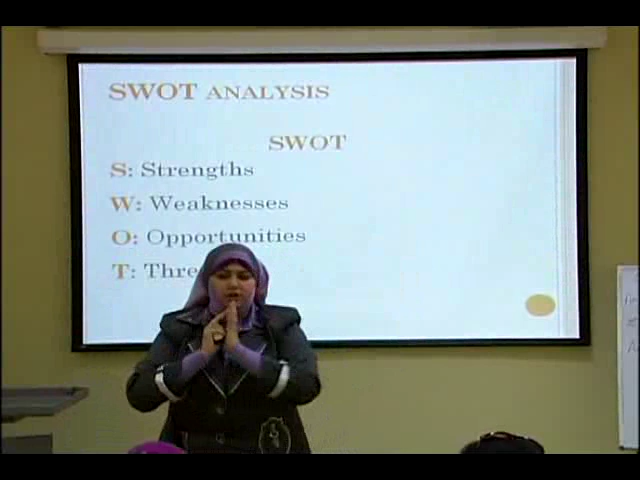 SWOT ANALYSIS
SWOT
S: Strengths
W: Weaknesses
O: Opportunities
T: Thre